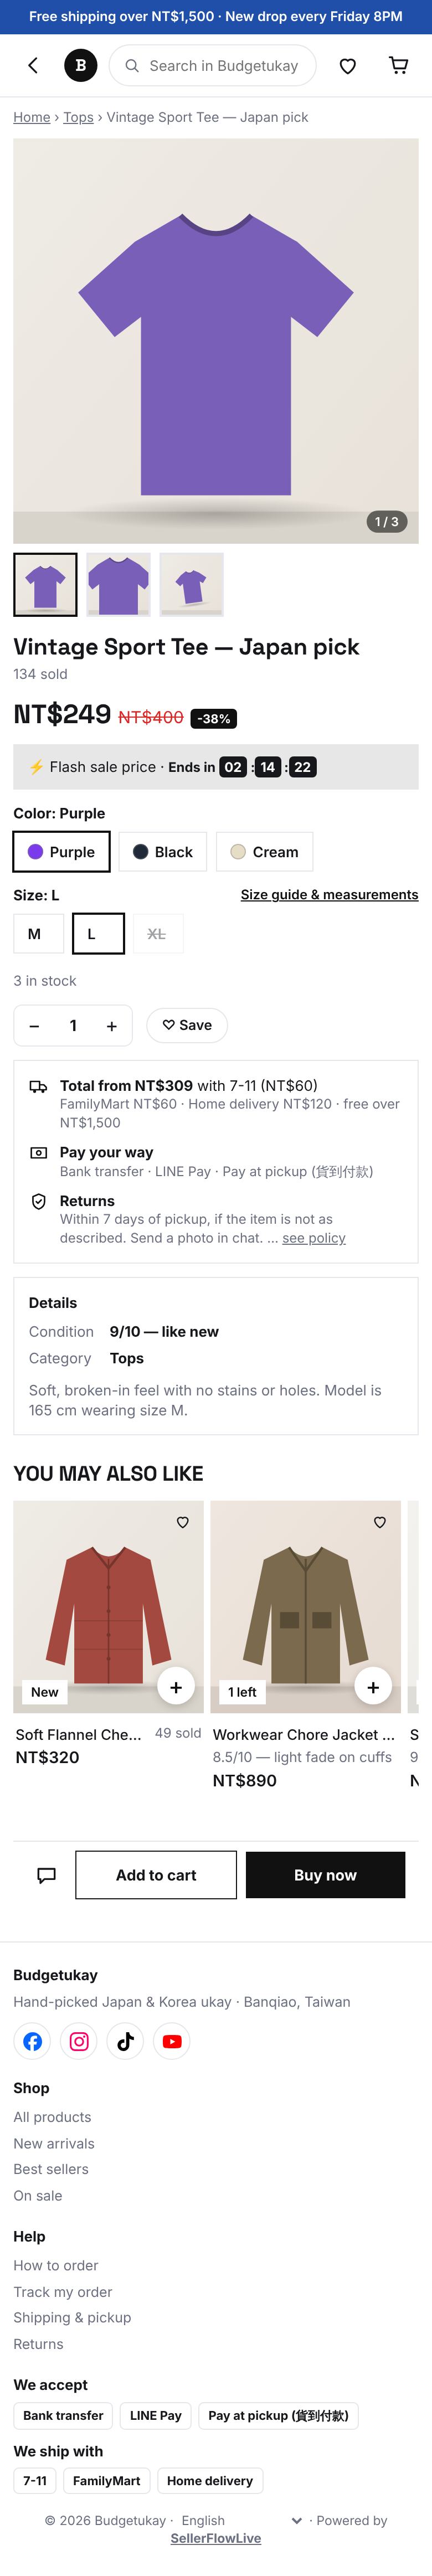 Free shipping over NT$1,500 · New drop every Friday 8PM
B
Search in Budgetukay
Home › Tops › Vintage Sport Tee — Japan pick
1 / 3
Vintage Sport Tee — Japan pick
134 sold
NT$249 NT$400 -38%
⚡ Flash sale price · Ends in 02 : 14 : 22
Color: Purple
Purple Black Cream
Size: L Size guide & measurements
M L XL
3 in stock
− 1 +
♡ Save
Total from NT$309 with 7-11 (NT$60)
FamilyMart NT$60 · Home delivery NT$120 · free over
NT$1,500
Pay your way
Bank transfer · LINE Pay · Pay at pickup (貨到付款)
Returns
Within 7 days of pickup, if the item is not as
described. Send a photo in chat. ... see policy
Details
Condition 9/10 — like new
Category Tops
Soft, broken-in feel with no stains or holes. Model is
165 cm wearing size M.
YOU MAY ALSO LIKE
New + 1 left +
Soft Flannel Che... 49 sold
NT$320
Workwear Chore Jacket ...
8.5/10 — light fade on cuffs
NT$890
S
9
N
Add to cart Buy now
Budgetukay
Hand-picked Japan & Korea ukay · Banqiao, Taiwan
Shop
All products
New arrivals
Best sellers
On sale
Help
How to order
Track my order
Shipping & pickup
Returns
We accept
Bank transfer LINE Pay Pay at pickup (貨到付款)
We ship with
7-11 FamilyMart Home delivery
© 2026 Budgetukay · English · Powered by
SellerFlowLive